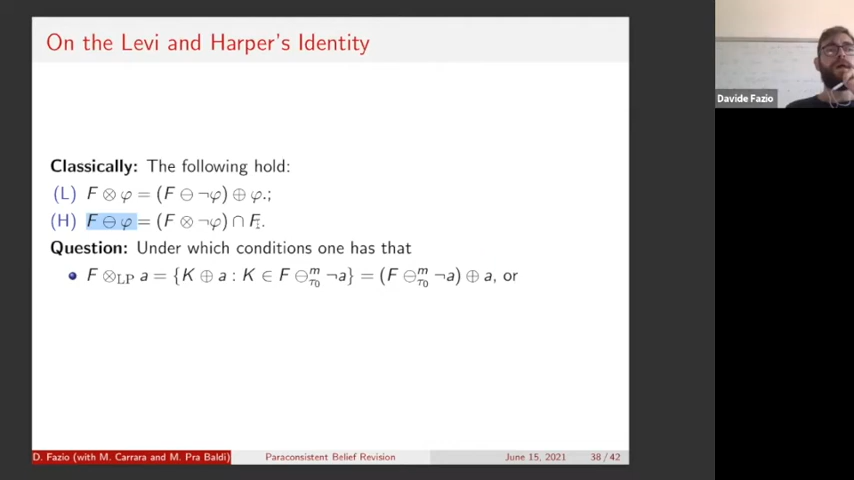 On the Levi and Harper's Identity
Davide Fazio
Classically: The following hold:
(L) F ⊗ φ = (F ⊖ ¬φ) ⊕ φ.;
(H) F ⊖ φ = (F ⊗ ¬φ) ∩ F.
Question: Under which conditions one has that
• F ⊗_LP a = {K ⊕ a : K ∈ F ⊖^m_τ₀ ¬a} = (F ⊖^m_τ₀ ¬a) ⊕ a, or
D. Fazio (with M. Carrara and M. Pra Baldi) Paraconsistent Belief Revision June 15, 2021 38 / 42